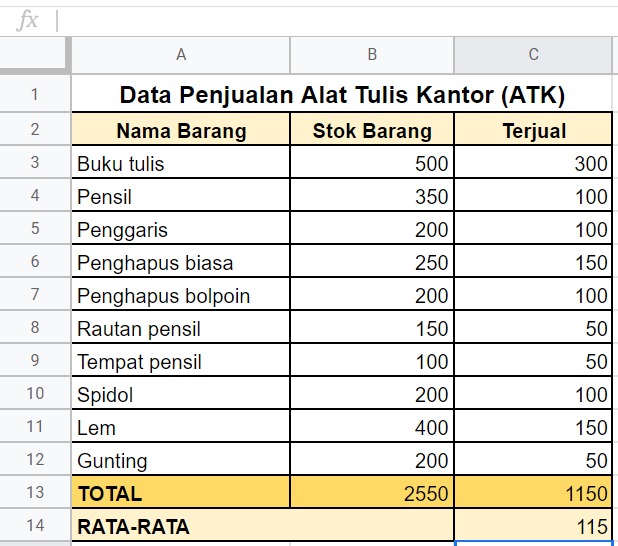 fx
A B C
1 Data Penjualan Alat Tulis Kantor (ATK)
2 Nama Barang Stok Barang Terjual
3 Buku tulis 500 300
4 Pensil 350 100
5 Penggaris 200 100
6 Penghapus biasa 250 150
7 Penghapus bolpoin 200 100
8 Rautan pensil 150 50
9 Tempat pensil 100 50
10 Spidol 200 100
11 Lem 400 150
12 Gunting 200 50
13 TOTAL 2550 1150
14 RATA-RATA 115